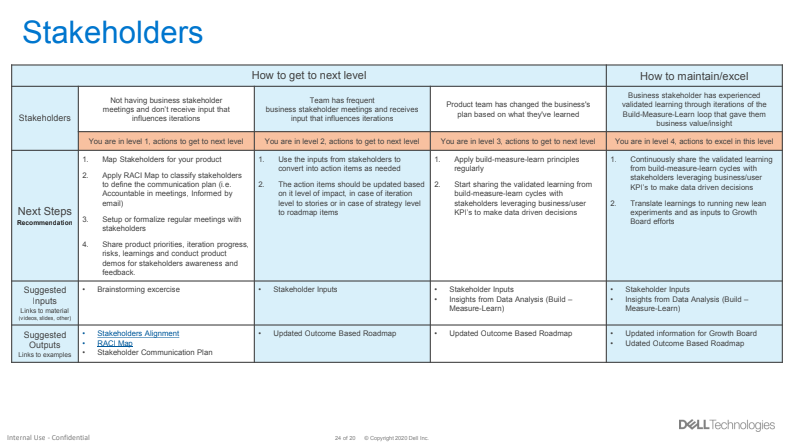 Stakeholders
How to get to next level
How to maintain/excel
Stakeholders
Not having business stakeholder
meetings and don't receive input that
influences iterations
Team has frequent
business stakeholder meetings and receives
input that influences iterations
Product team has changed the business's
plan based on what they've learned
Business stakeholder has experienced
validated learning through iterations of the
Build-Measure-Learn loop that gave them
business value/insight
You are in level 1, actions to get to next level
You are in level 2, actions to get to next level
You are in level 3, actions to get to next level
You are in level 4, actions to excel in this level
Next Steps
Recommendation
1. Map Stakeholders for your product
2. Apply RACI Map to classify stakeholders
to define the communication plan (i.e.
Accountable in meetings, Informed by
email)
3. Setup or formalize regular meetings with
stakeholders
4. Share product priorities, iteration progress,
risks, learnings and conduct product
demos for stakeholders awareness and
feedback.
1. Use the inputs from stakeholders to
convert into action items as needed
2. The action items should be updated based
on it level of impact, in case of iteration
level to stories or in case of strategy level
to roadmap items
1. Apply build-measure-learn principles
regularly
2. Start sharing the validated learning from
build-measure-learn cycles with
stakeholders leveraging business/user
KPI's to make data driven decisions
1. Continuously share the validated learning
from build-measure-learn cycles with
stakeholders leveraging business/user
KPI's to make data driven decisions
2. Translate learnings to running new lean
experiments and as inputs to Growth
Board efforts
Suggested
Inputs
Links to material
(videos, slides, other)
• Brainstorming excercise
• Stakeholder Inputs
• Stakeholder Inputs
• Insights from Data Analysis (Build –
Measure-Learn)
• Stakeholder Inputs
• Insights from Data Analysis (Build –
Measure-Learn)
Suggested
Outputs
Links to examples
• Stakeholders Alignment
• RACI Map
• Stakeholder Communication Plan
• Updated Outcome Based Roadmap
• Updated Outcome Based Roadmap
• Updated information for Growth Board
• Udated Outcome Based Roadmap
DELLTechnologies
Internal Use - Confidential
24 of 20
© Copyright 2020 Dell Inc.